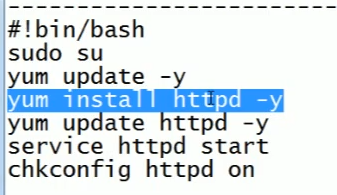 -------------------------
#!bin/bash
sudo su
yum update -y
yum install httpd -y
yum update httpd -y
service httpd start
chkconfig httpd on